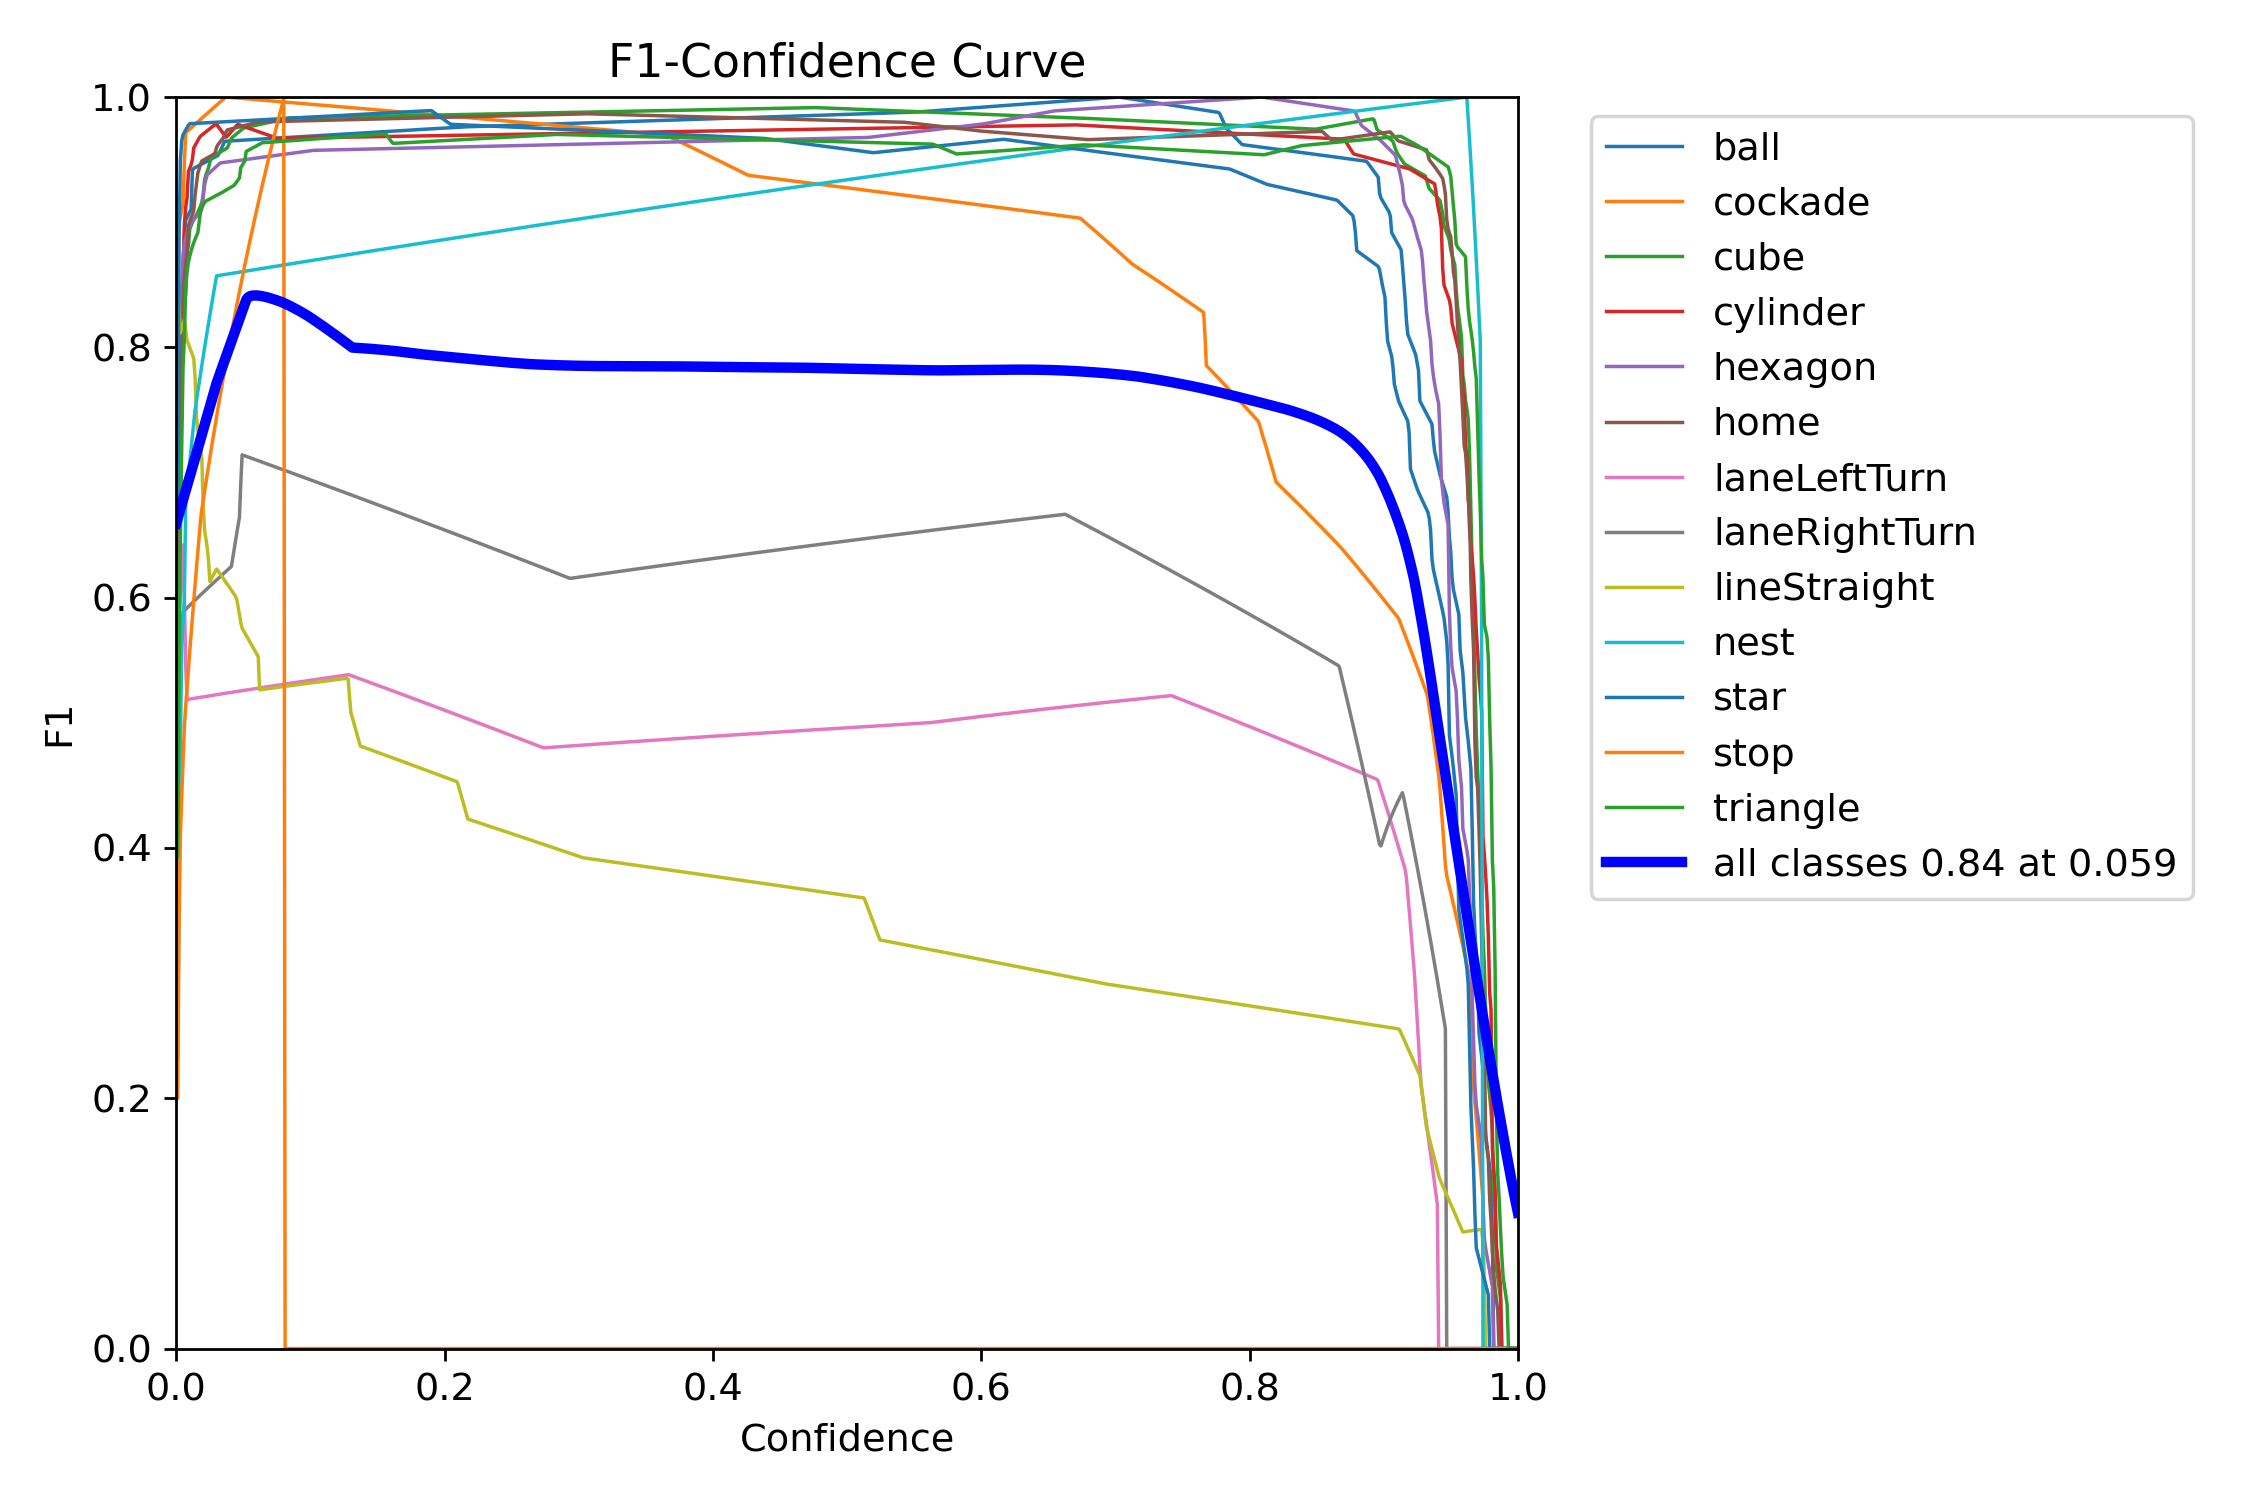 F1-Confidence Curve
1.0
0.8
0.6
0.4
0.2
0.0
F1
0.0 0.2 0.4 0.6 0.8 1.0
Confidence
ball
cockade
cube
cylinder
hexagon
home
laneLeftTurn
laneRightTurn
lineStraight
nest
star
stop
triangle
all classes 0.84 at 0.059